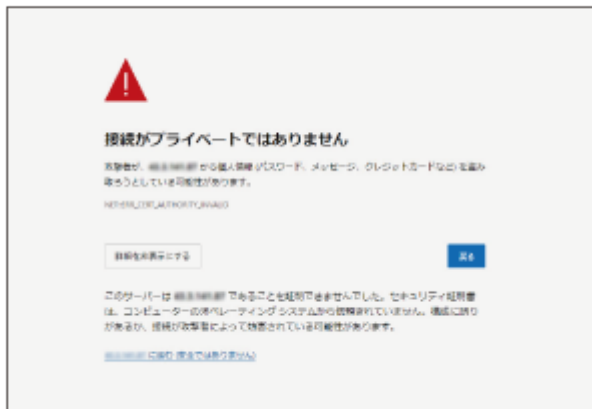 接続がプライベートではありません
攻撃者が、 から個人情報 (パスワード、メッセージ、クレジットカードなど) を盗み
取ろうとしている可能性があります。
NET::ERR_CERT_AUTHORITY_INVALID
詳細を非表示にする
戻る
このサーバーは であることを証明できませんでした。セキュリティ証明書
は、コンピューターのオペレーティング システムから信頼されていません。構成に誤り
があるか、接続が攻撃者によって妨害されている可能性があります。
に進む (安全ではありません)